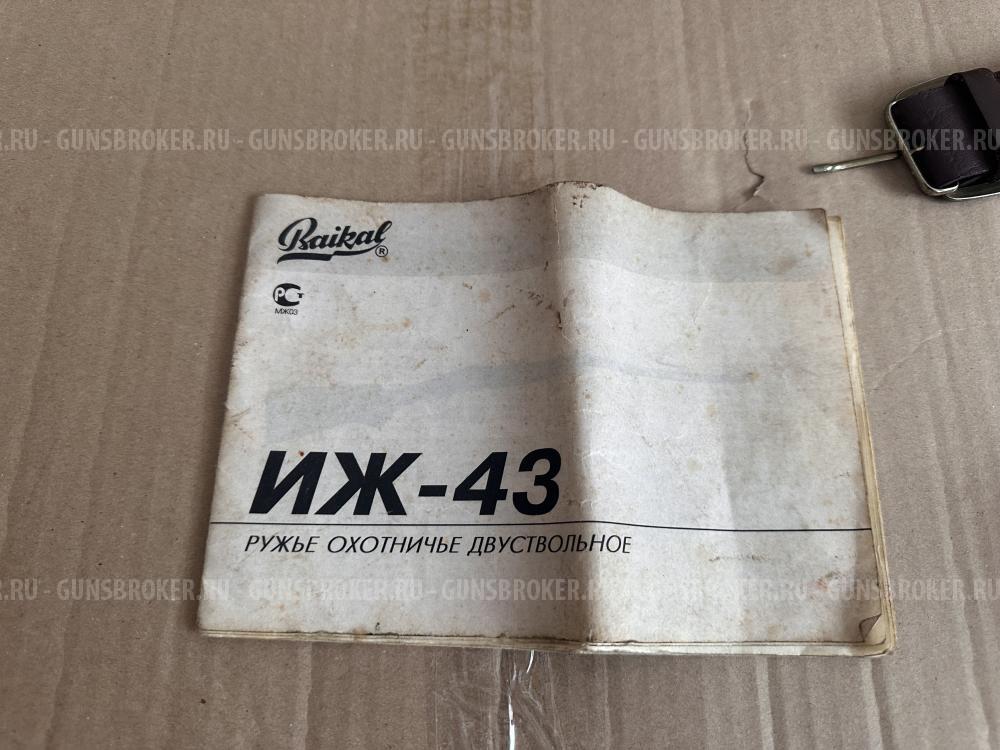 .RU - GUNSBROKER.RU - GUNSBROKER.RU - GUNSBROKER.RU - GUNSBROKER.RU - GUNSBROKER.RU -
Baikal ®
РСТ
МЖ03
ИЖ-43
РУЖЬЕ ОХОТНИЧЬЕ ДВУСТВОЛЬНОЕ
.RU - GUNSBROKER.RU - GUNSBROKER.RU - GUNSBROKER.RU - GUNSBROKER.RU - GUNSBROKER.RU -